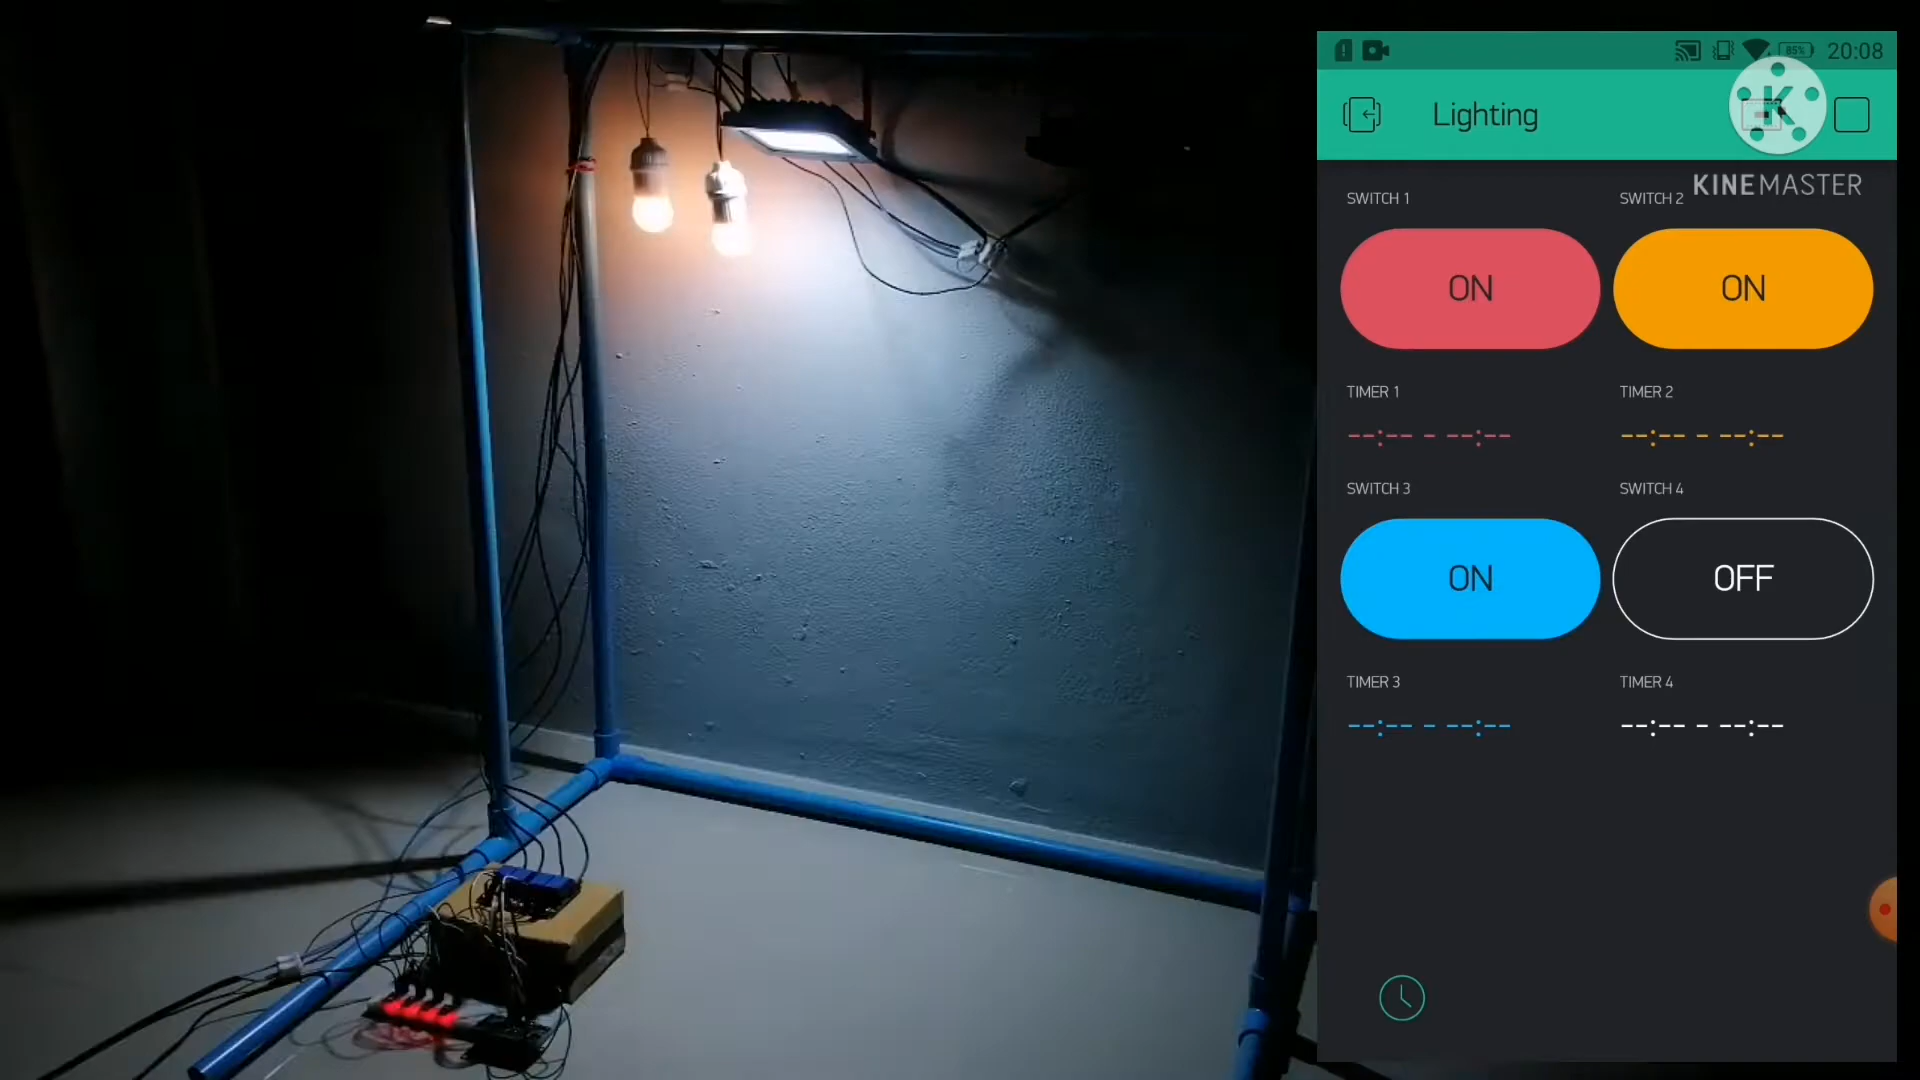 85% 20:08
Lighting
K
KINEMASTER
SWITCH 1 SWITCH 2
ON ON
TIMER 1 TIMER 2
--:-- - --:-- --:-- - --:--
SWITCH 3 SWITCH 4
ON OFF
TIMER 3 TIMER 4
--:-- - --:-- --:-- - --:--